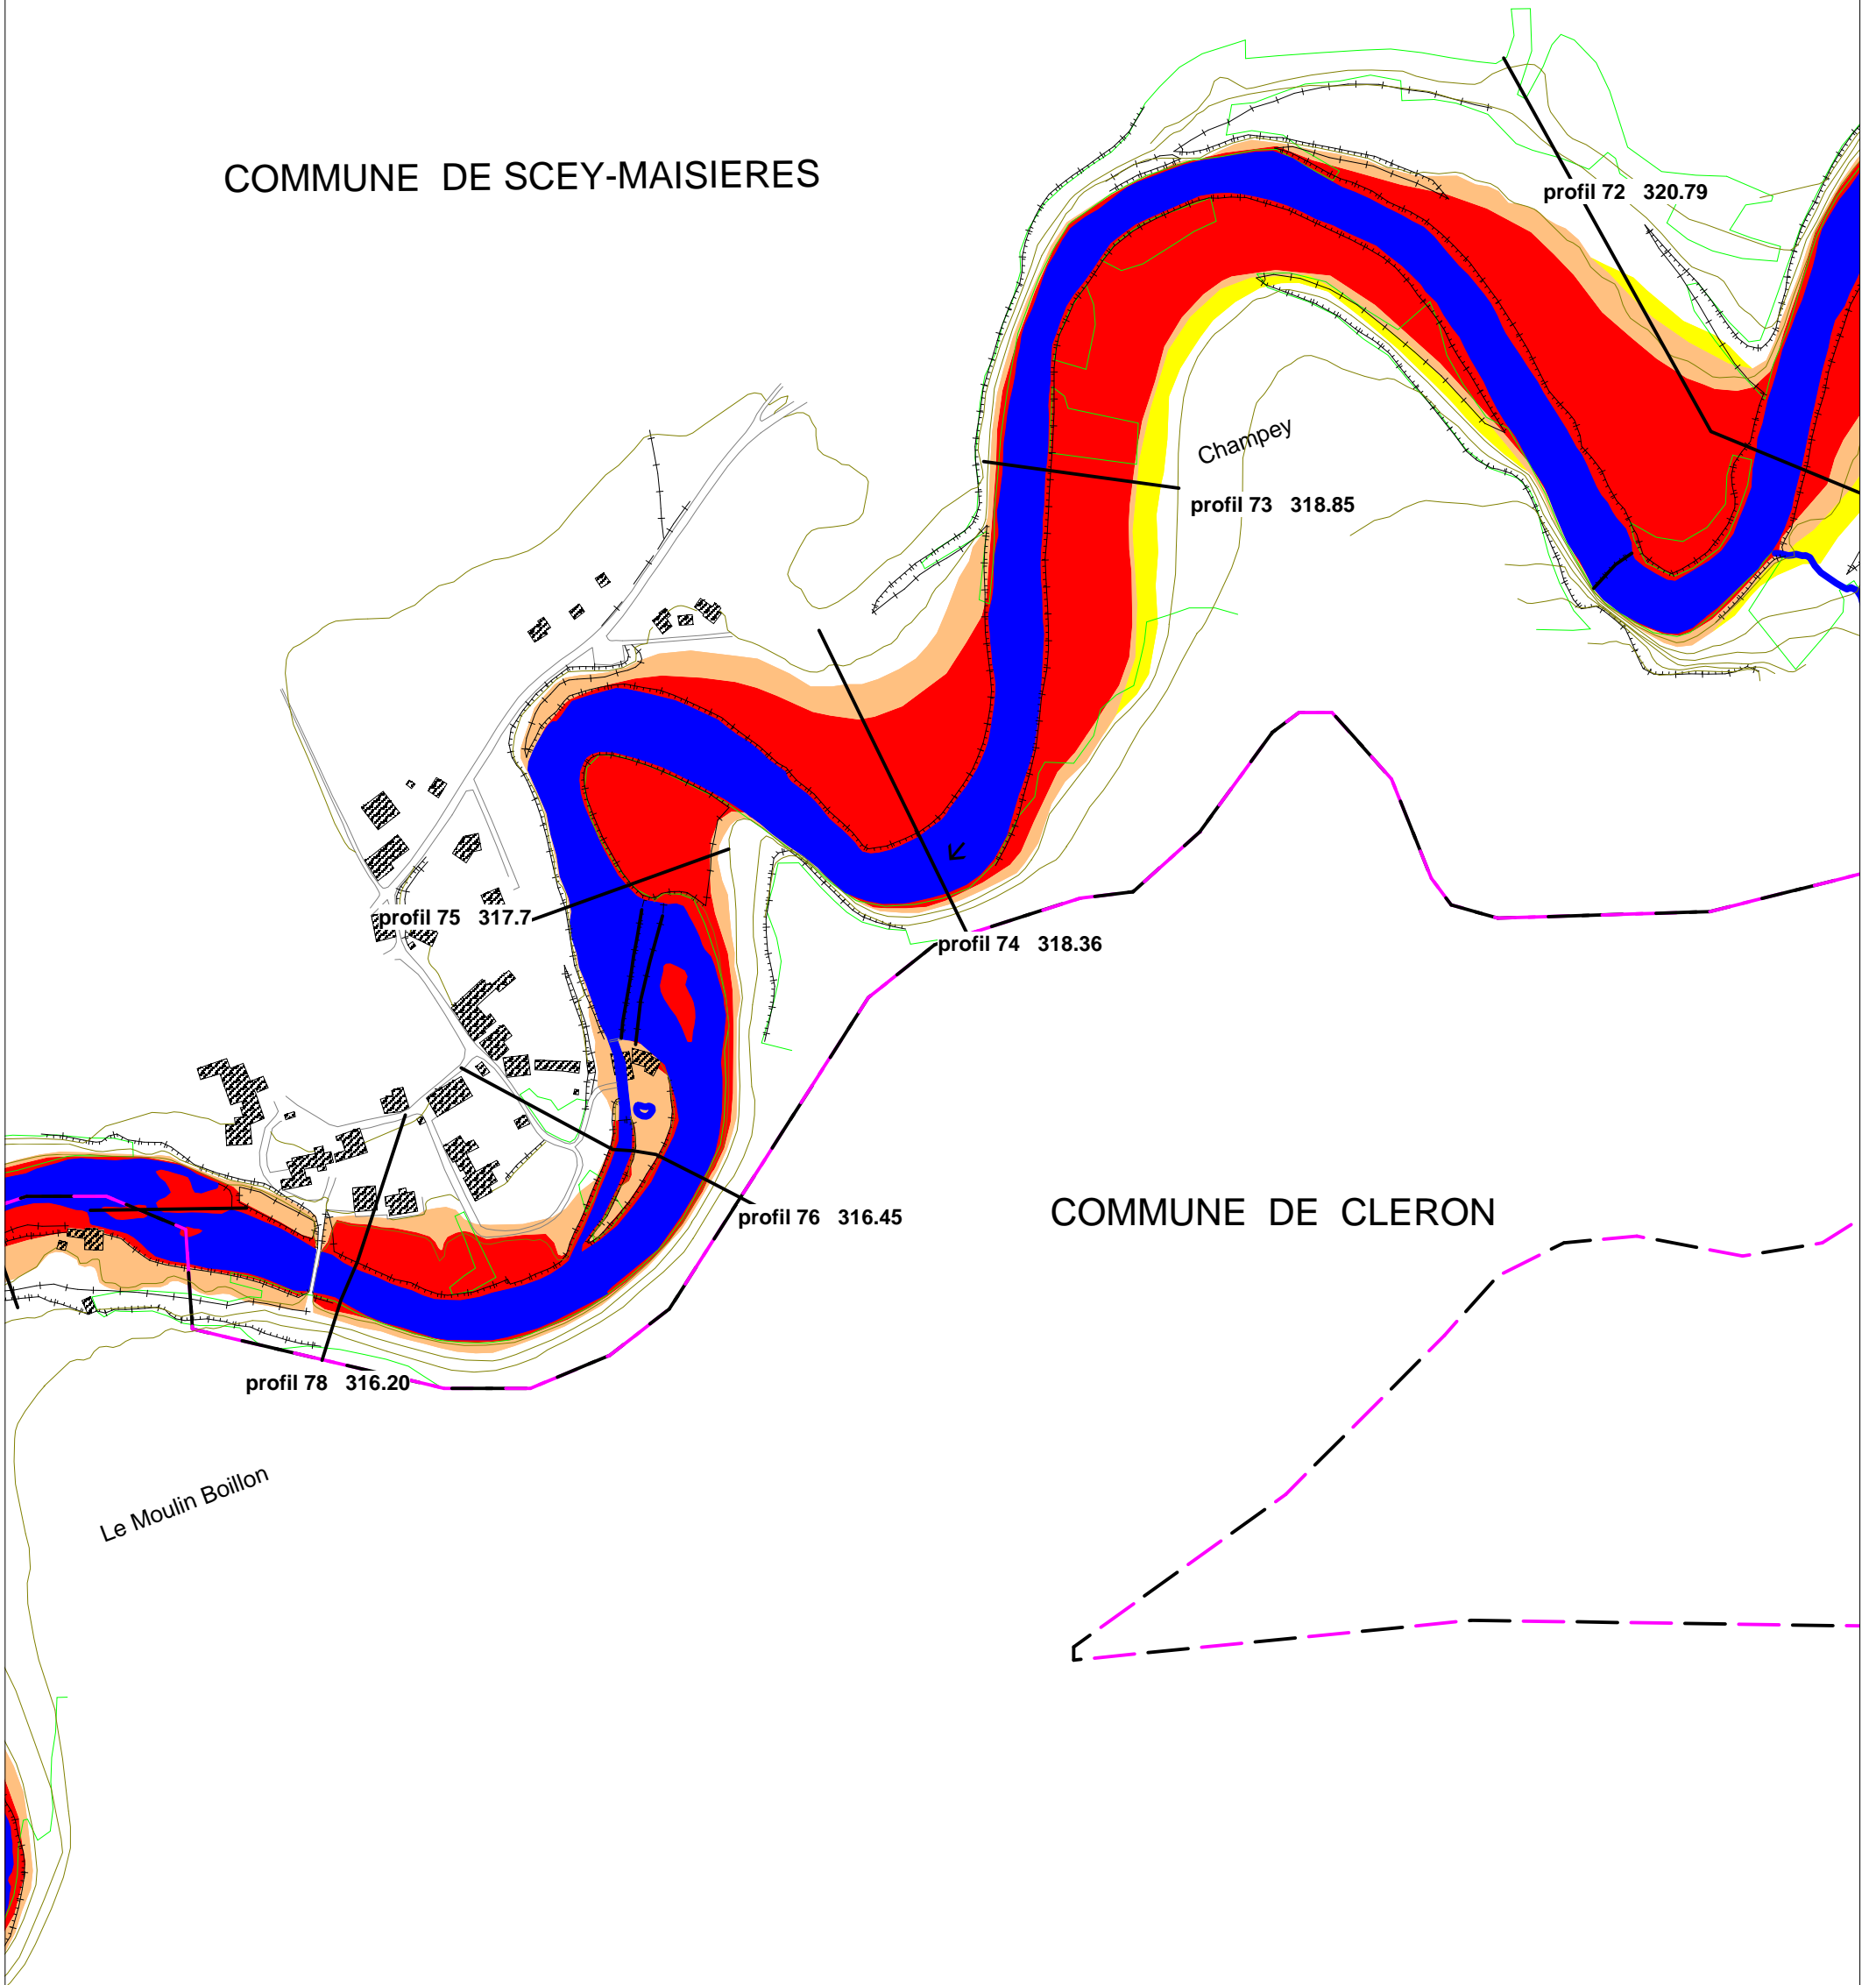 COMMUNE DE SCEY-MAISIERES
profil 72 320.79
Champey
profil 73 318.85
profil 75 317.7
profil 74 318.36
COMMUNE DE CLERON
profil 76 316.45
profil 78 316.20
Le Moulin Boillon